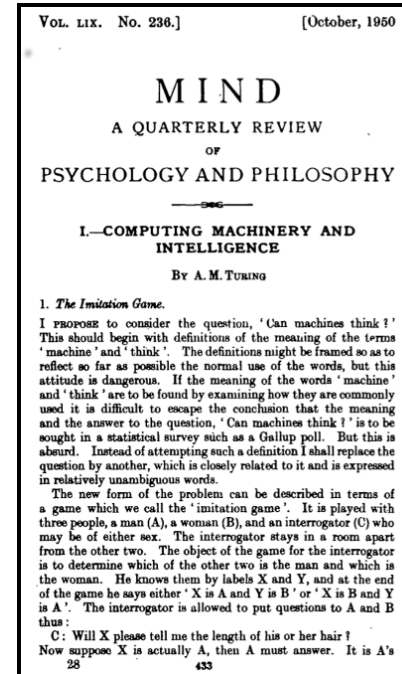 VOL. LIX. No. 236.] [October, 1950
MIND
A QUARTERLY REVIEW
OF
PSYCHOLOGY AND PHILOSOPHY
I.—COMPUTING MACHINERY AND
INTELLIGENCE
BY A. M. TURING
1. The Imitation Game.
I PROPOSE to consider the question, ‘ Can machines think ? ’
This should begin with definitions of the meaning of the terms
‘ machine ’ and ‘ think ’. The definitions might be framed so as to
reflect so far as possible the normal use of the words, but this
attitude is dangerous. If the meaning of the words ‘ machine ’
and ‘ think ’ are to be found by examining how they are commonly
used it is difficult to escape the conclusion that the meaning
and the answer to the question, ‘ Can machines think ? ’ is to be
sought in a statistical survey such as a Gallup poll. But this is
absurd. Instead of attempting such a definition I shall replace the
question by another, which is closely related to it and is expressed
in relatively unambiguous words.
The new form of the problem can be described in terms of
a game which we call the ‘ imitation game ’. It is played with
three people, a man (A), a woman (B), and an interrogator (C) who
may be of either sex. The interrogator stays in a room apart
from the other two. The object of the game for the interrogator
is to determine which of the other two is the man and which is
the woman. He knows them by labels X and Y, and at the end
of the game he says either ‘ X is A and Y is B ’ or ‘ X is B and Y
is A ’. The interrogator is allowed to put questions to A and B
thus :
C : Will X please tell me the length of his or her hair ?
Now suppose X is actually A, then A must answer. It is A’s
28 433